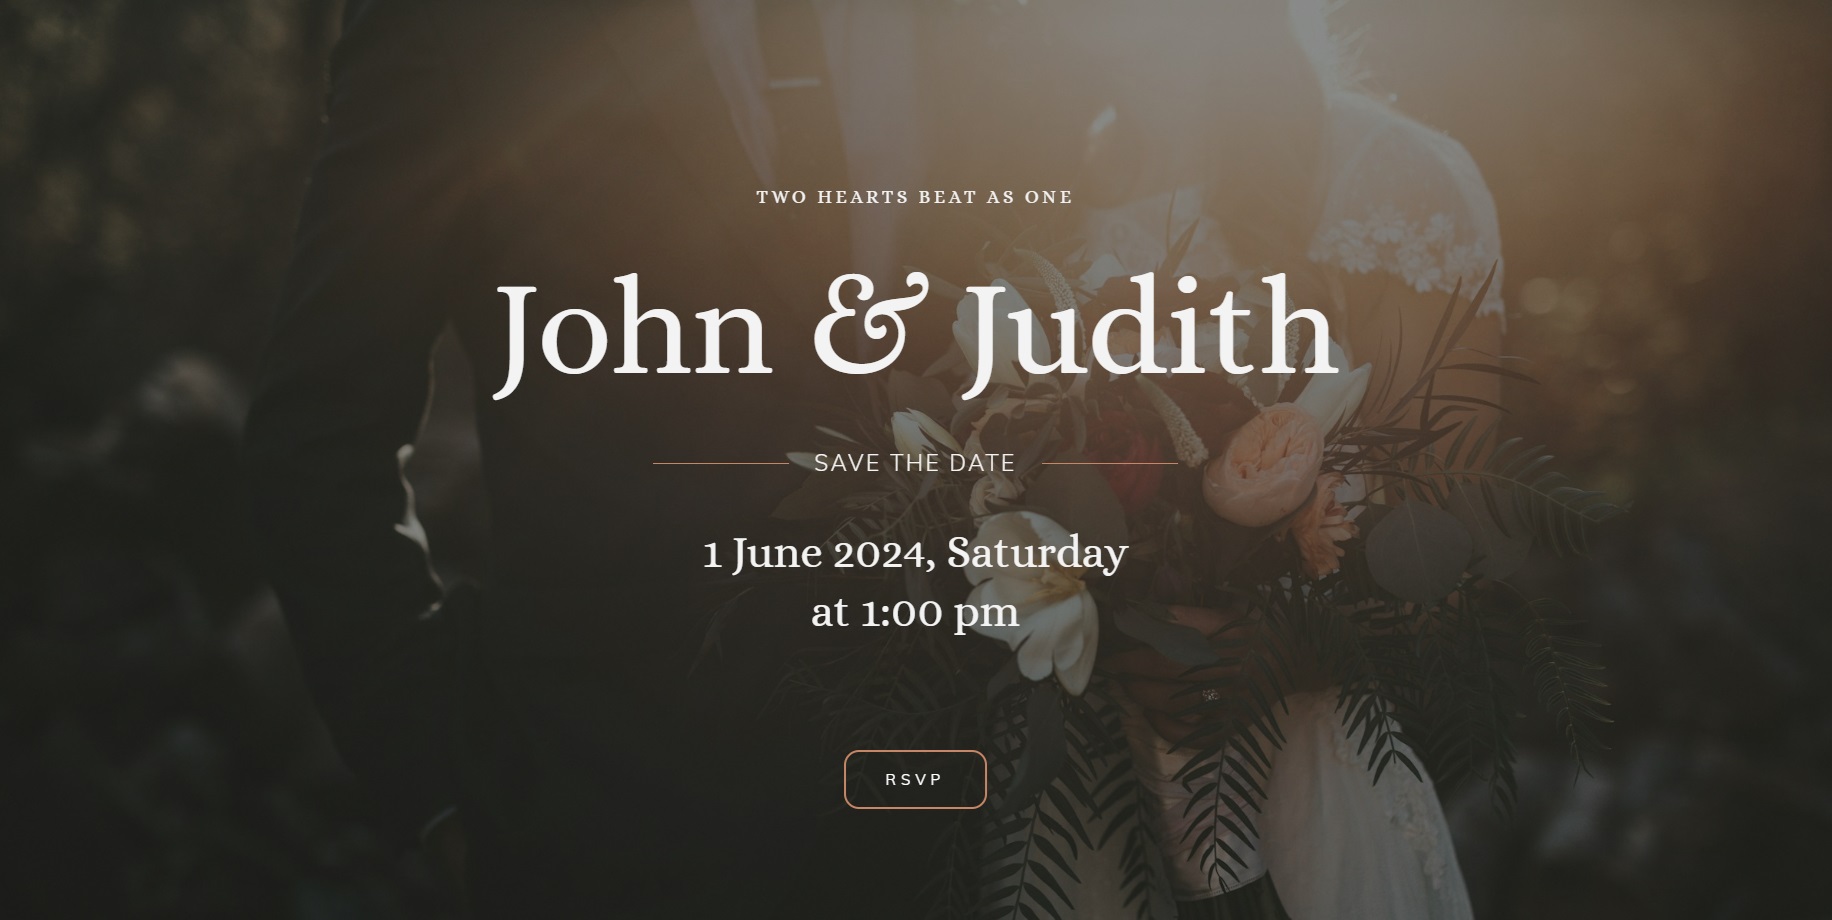 TWO HEARTS BEAT AS ONE
John & Judith
SAVE THE DATE
1 June 2024, Saturday
at 1:00 pm
RSVP